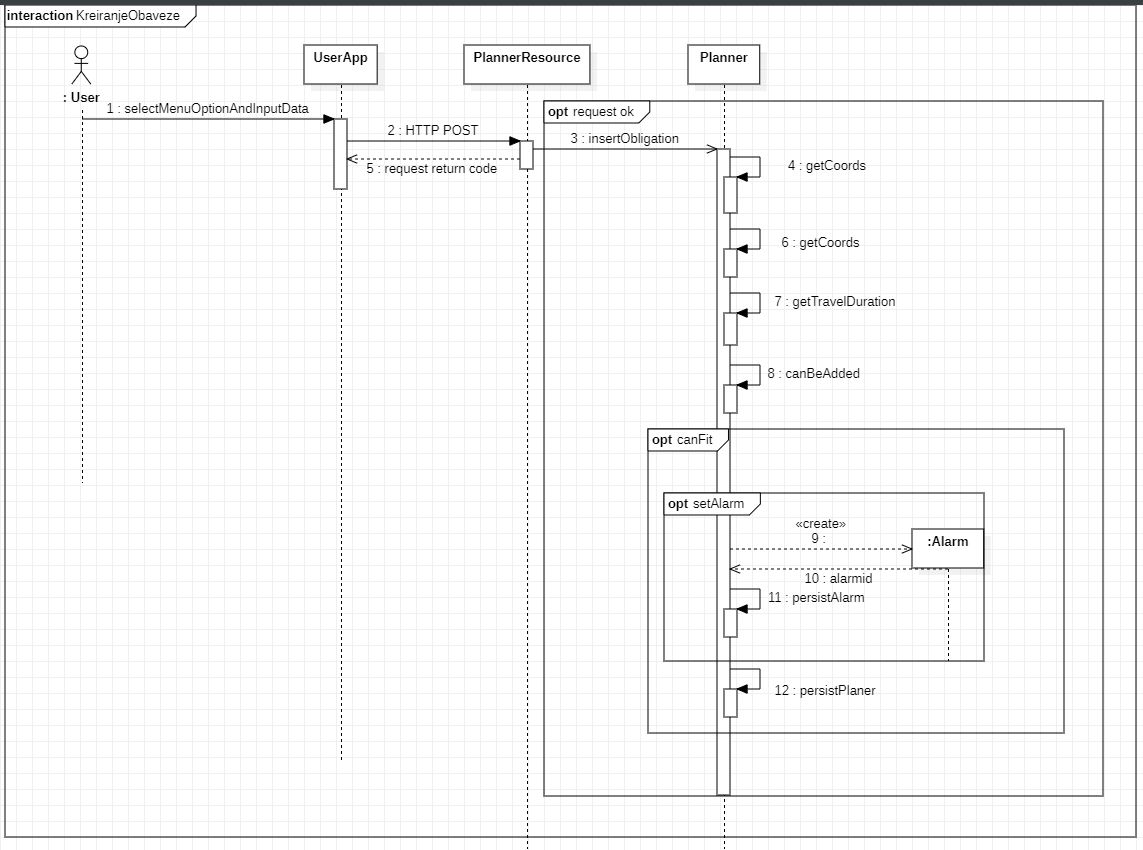 interaction KreiranjeObaveze
UserApp
PlannerResource
Planner
: User
1 : selectMenuOptionAndInputData
opt request ok
2 : HTTP POST
3 : insertObligation
5 : request return code
4 : getCoords
6 : getCoords
7 : getTravelDuration
8 : canBeAdded
opt canFit
opt setAlarm
«create»
9 :
:Alarm
10 : alarmid
11 : persistAlarm
12 : persistPlaner